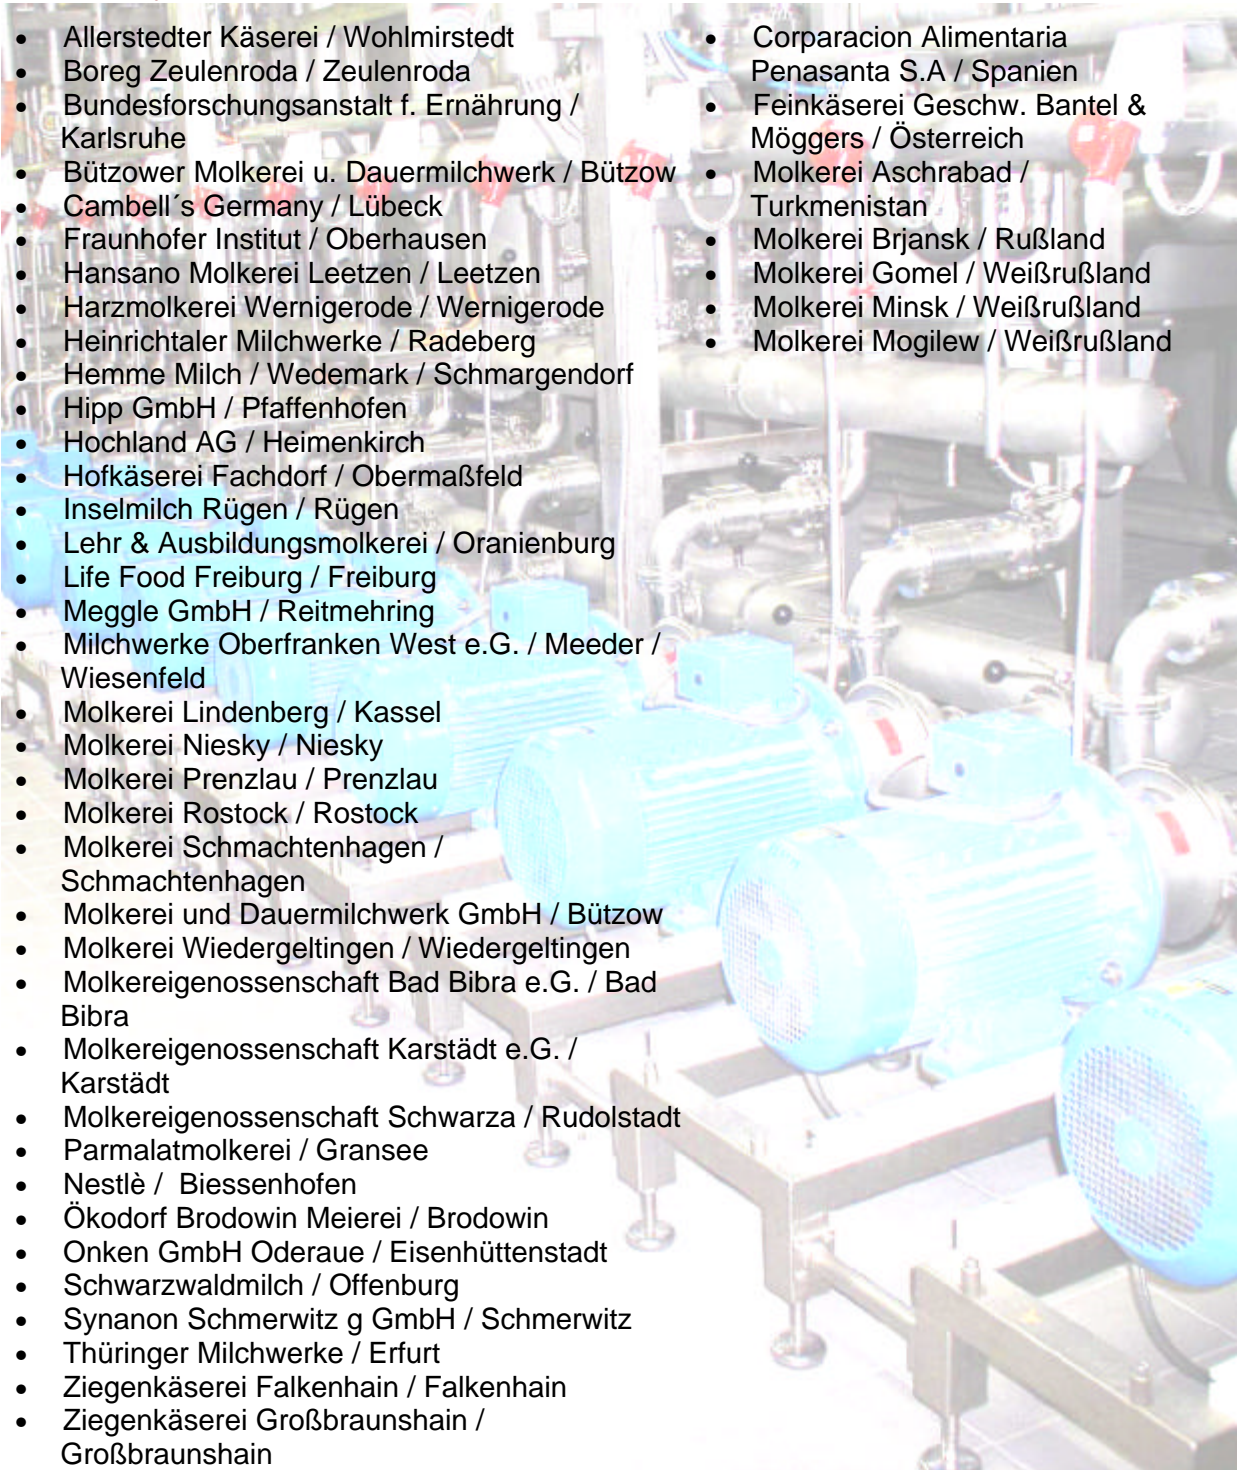 • Allerstedter Käserei / Wohlmirstedt
• Boreg Zeulenroda / Zeulenroda
• Bundesforschungsanstalt f. Ernährung /
Karlsruhe
• Bützower Molkerei u. Dauermilchwerk / Bützow
• Cambell´s Germany / Lübeck
• Fraunhofer Institut / Oberhausen
• Hansano Molkerei Leetzen / Leetzen
• Harzmolkerei Wernigerode / Wernigerode
• Heinrichtaler Milchwerke / Radeberg
• Hemme Milch / Wedemark / Schmargendorf
• Hipp GmbH / Pfaffenhofen
• Hochland AG / Heimenkirch
• Hofkäserei Fachdorf / Obermaßfeld
• Inselmilch Rügen / Rügen
• Lehr & Ausbildungsmolkerei / Oranienburg
• Life Food Freiburg / Freiburg
• Meggle GmbH / Reitmehring
• Milchwerke Oberfranken West e.G. / Meeder /
Wiesenfeld
• Molkerei Lindenberg / Kassel
• Molkerei Niesky / Niesky
• Molkerei Prenzlau / Prenzlau
• Molkerei Rostock / Rostock
• Molkerei Schmachtenhagen /
Schmachtenhagen
• Molkerei und Dauermilchwerk GmbH / Bützow
• Molkerei Wiedergeltingen / Wiedergeltingen
• Molkereigenossenschaft Bad Bibra e.G. / Bad
Bibra
• Molkereigenossenschaft Karstädt e.G. /
Karstädt
• Molkereigenossenschaft Schwarza / Rudolstadt
• Parmalatmolkerei / Gransee
• Nestlè / Biessenhofen
• Ökodorf Brodowin Meierei / Brodowin
• Onken GmbH Oderaue / Eisenhüttenstadt
• Schwarzwaldmilch / Offenburg
• Synanon Schmerwitz g GmbH / Schmerwitz
• Thüringer Milchwerke / Erfurt
• Ziegenkäserei Falkenhain / Falkenhain
• Ziegenkäserei Großbraunshain /
Großbraunshain
• Corparacion Alimentaria
Penasanta S.A / Spanien
• Feinkäserei Geschw. Bantel &
Möggers / Österreich
• Molkerei Aschrabad /
Turkmenistan
• Molkerei Brjansk / Rußland
• Molkerei Gomel / Weißrußland
• Molkerei Minsk / Weißrußland
• Molkerei Mogilew / Weißrußland